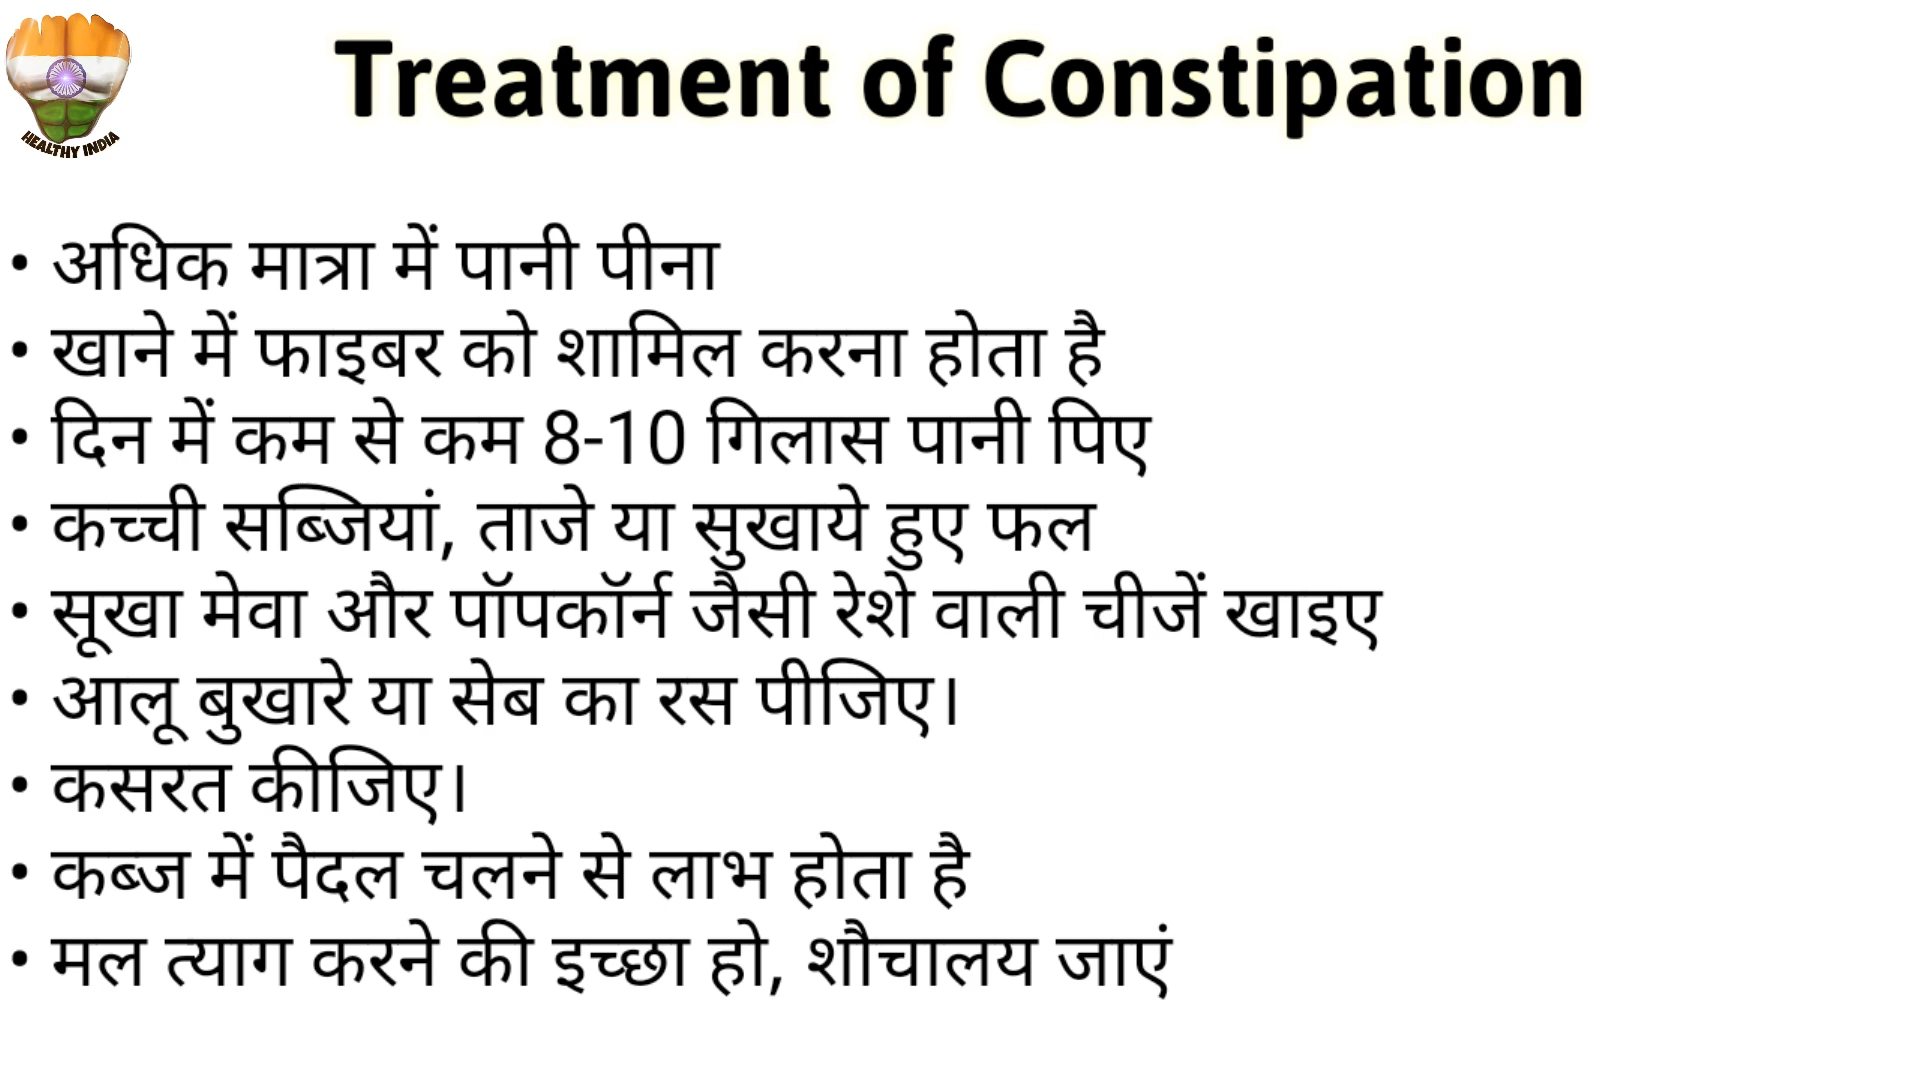 HEALTHY INDIA
Treatment of Constipation
• अधिक मात्रा में पानी पीना
• खाने में फाइबर को शामिल करना होता है
• दिन में कम से कम 8-10 गिलास पानी पिए
• कच्ची सब्जियां, ताजे या सुखाये हुए फल
• सूखा मेवा और पॉपकॉर्न जैसी रेशे वाली चीजें खाइए
• आलू बुखारे या सेब का रस पीजिए।
• कसरत कीजिए।
• कब्ज में पैदल चलने से लाभ होता है
• मल त्याग करने की इच्छा हो, शौचालय जाएं